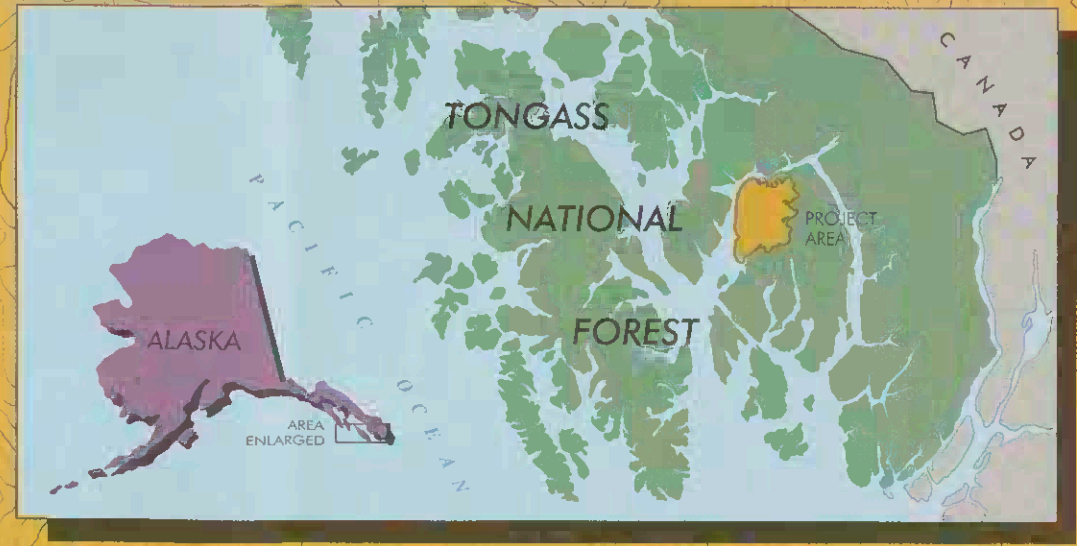 CANADA
TONGASS
NATIONAL
FOREST
PROJECT
AREA
PACIFIC OCEAN
ALASKA
AREA
ENLARGED